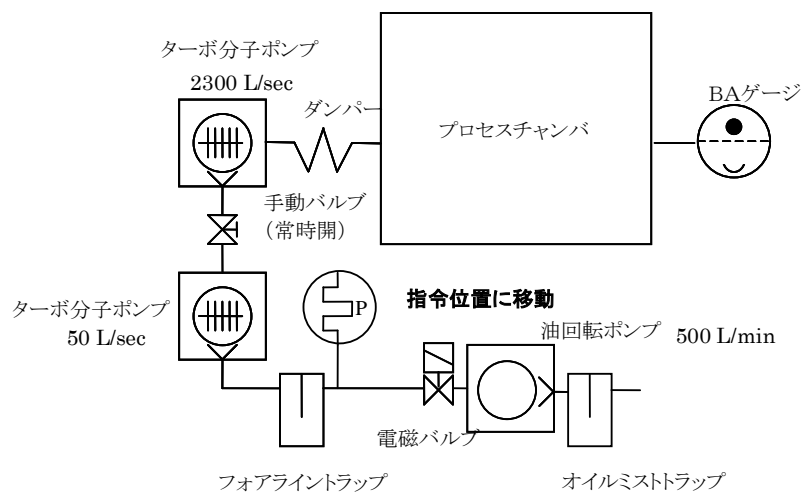 ターボ分子ポンプ
2300 L/sec
ダンパー
プロセスチャンバ
BAゲージ
手動バルブ
（常時開）
ターボ分子ポンプ
50 L/sec
P
指令位置に移動
油回転ポンプ 500 L/min
電磁バルブ
フォアライントラップ
オイルミストトラップ